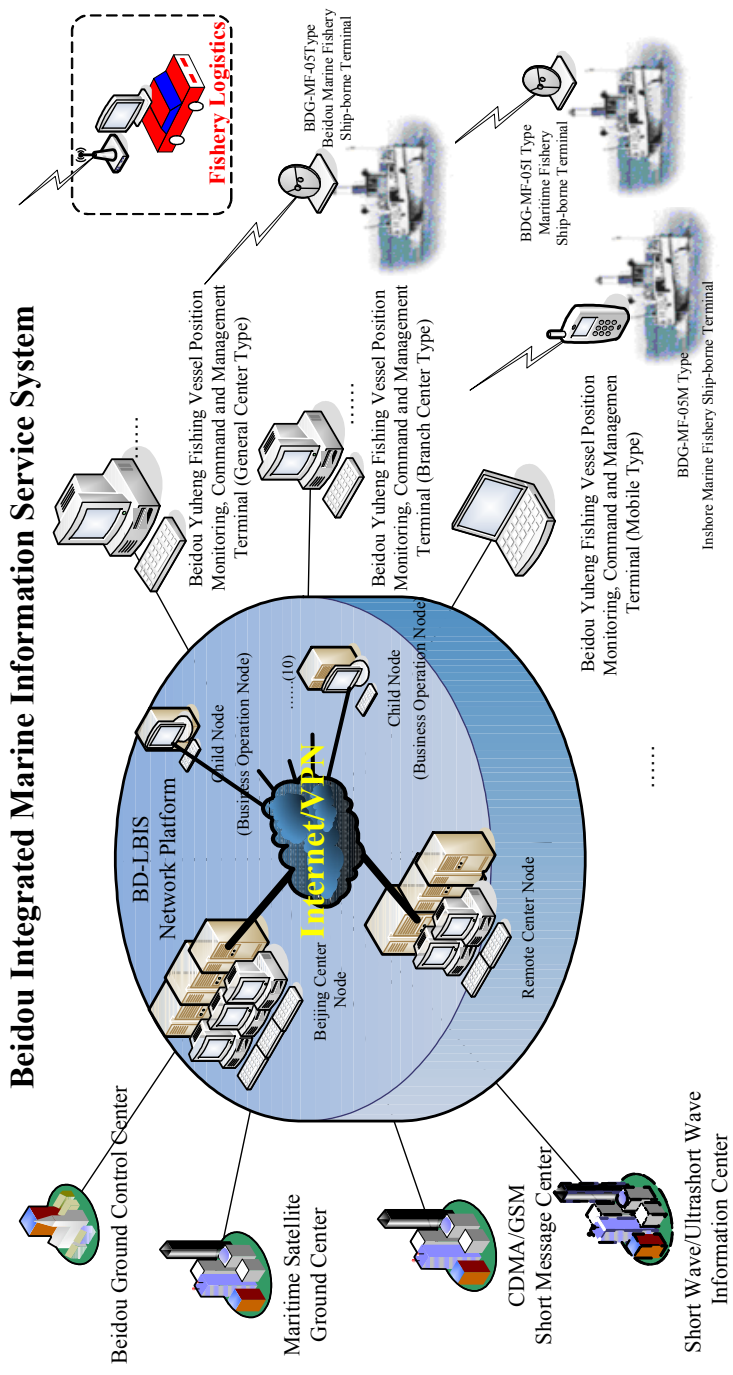 Beidou Integrated Marine Information Service System
Beidou Ground Control Center
Maritime Satellite
Ground Center
CDMA/GSM
Short Message Center
Short Wave/Ultrashort Wave
Information Center
BD-LBIS
Network Platform
Beijing Center
Node
Internet/VPN
Remote Center Node
Child Node
(Business Operation Node)
……(10)
Child Node
(Business Operation Node)
……
Beidou Yuheng Fishing Vessel Position
Monitoring, Command and Management
Terminal (General Center Type)
……
Beidou Yuheng Fishing Vessel Position
Monitoring, Command and Management
Terminal (Branch Center Type)
Beidou Yuheng Fishing Vessel Position
Monitoring, Command and Managemen
Terminal (Mobile Type)
……
Fishery Logistics
BDG-MF-05Type
Beidou Marine Fishery
Ship-borne Terminal
BDG-MF-05I Type
Maritime Fishery
Ship-borne Terminal
BDG-MF-05M Type
Inshore Marine Fishery Ship-borne Terminal